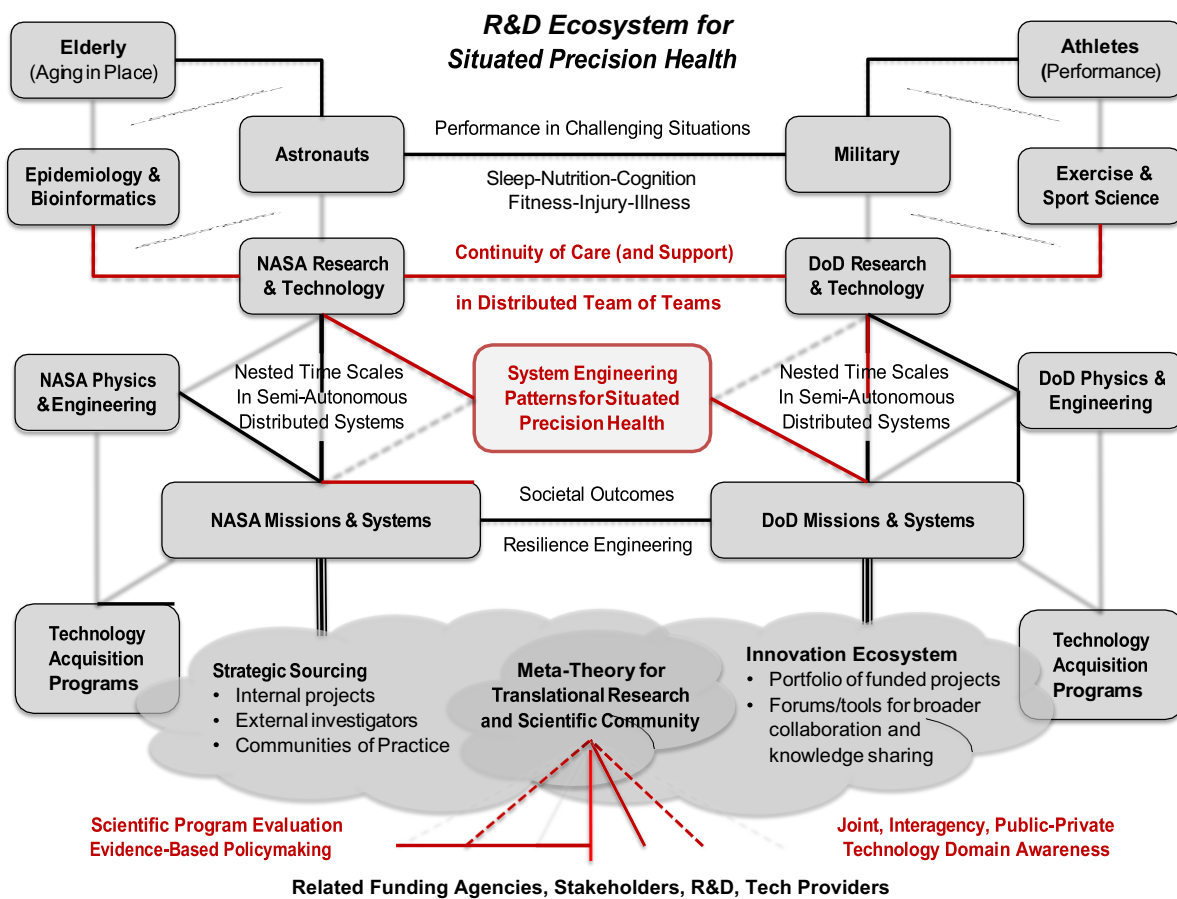 R&D Ecosystem for
Situated Precision Health
Elderly
(Aging in Place)
Athletes
(Performance)
Astronauts
Performance in Challenging Situations
Military
Epidemiology &
Bioinformatics
Sleep-Nutrition-Cognition
Fitness-Injury-Illness
Exercise &
Sport Science
NASA Research
& Technology
Continuity of Care (and Support)
in Distributed Team of Teams
DoD Research
& Technology
NASA Physics
& Engineering
Nested Time Scales
In Semi-Autonomous
Distributed Systems
System Engineering
Patterns for Situated
Precision Health
Nested Time Scales
In Semi-Autonomous
Distributed Systems
DoD Physics &
Engineering
NASA Missions & Systems
Societal Outcomes
Resilience Engineering
DoD Missions & Systems
Technology
Acquisition
Programs
Strategic Sourcing
• Internal projects
• External investigators
• Communities of Practice
Meta-Theory for
Translational Research
and Scientific Community
Innovation Ecosystem
• Portfolio of funded projects
• Forums/tools for broader
collaboration and
knowledge sharing
Technology
Acquisition
Programs
Scientific Program Evaluation
Evidence-Based Policymaking
Joint, Interagency, Public-Private
Technology Domain Awareness
Related Funding Agencies, Stakeholders, R&D, Tech Providers